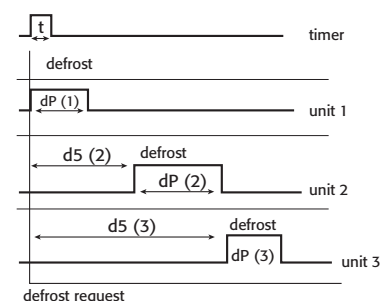 t
timer
defrost
dP (1)
unit 1
d5 (2)
defrost
dP (2)
unit 2
d5 (3)
defrost
dP (3)
unit 3
defrost request